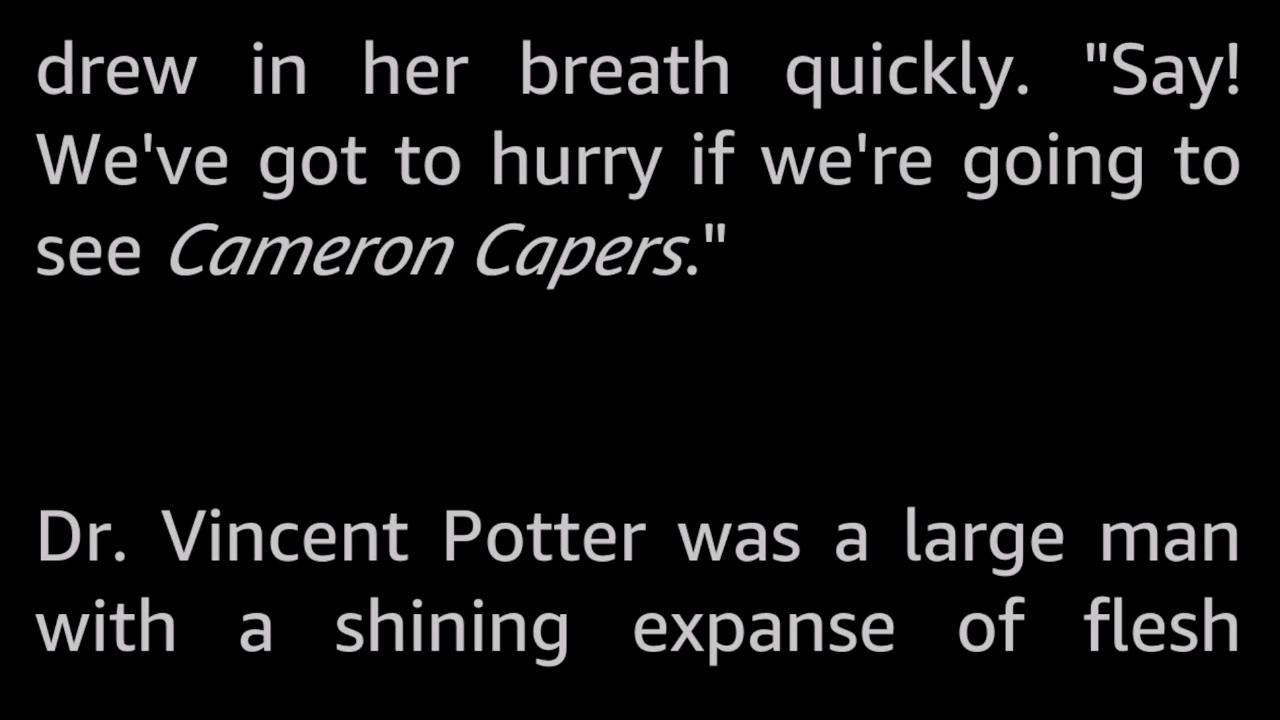 drew in her breath quickly. "Say!
We've got to hurry if we're going to
see Cameron Capers."
Dr. Vincent Potter was a large man
with a shining expanse of flesh